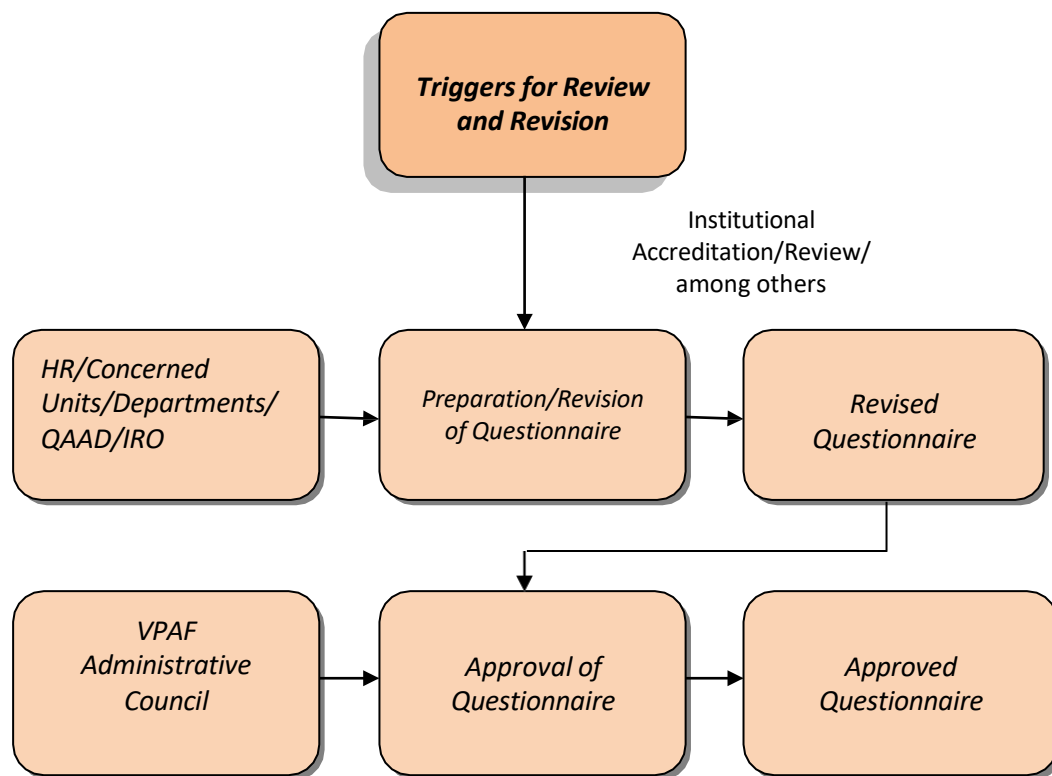 Triggers for Review
and Revision
Institutional
Accreditation/Review/
among others
HR/Concerned
Units/Departments/
QAAD/IRO
Preparation/Revision
of Questionnaire
Revised
Questionnaire
VPAF
Administrative
Council
Approval of
Questionnaire
Approved
Questionnaire